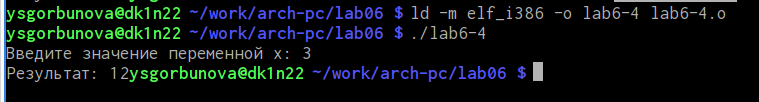 ysgorbunova@dk1n22 ~/work/arch-pc/lab06 $ ld -m elf_i386 -o lab6-4 lab6-4.o
ysgorbunova@dk1n22 ~/work/arch-pc/lab06 $ ./lab6-4
Введите значение переменной x: 3
Результат: 12ysgorbunova@dk1n22 ~/work/arch-pc/lab06 $